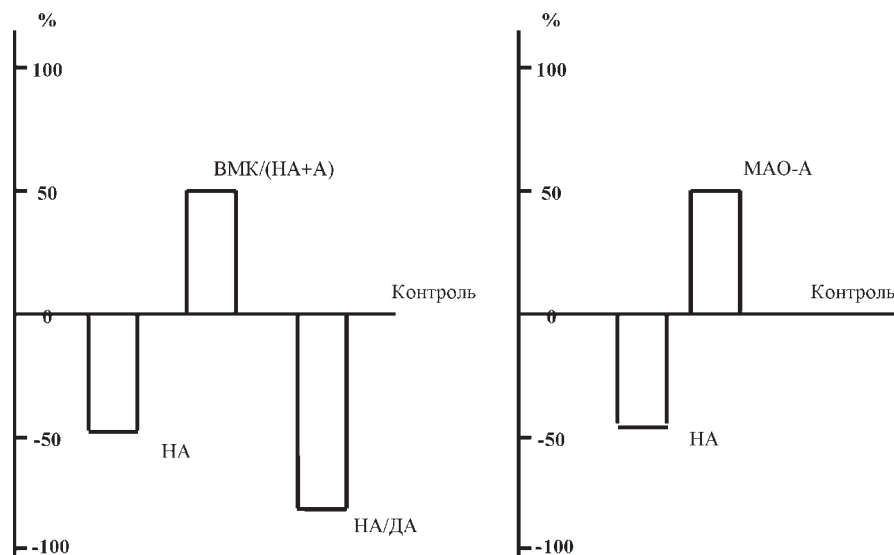 %
100
ВМК/(НА+А)
50
Контроль
0
-50
НА
НА/ДА
-100
%
100
МАО-А
50
Контроль
0
-50
НА
-100